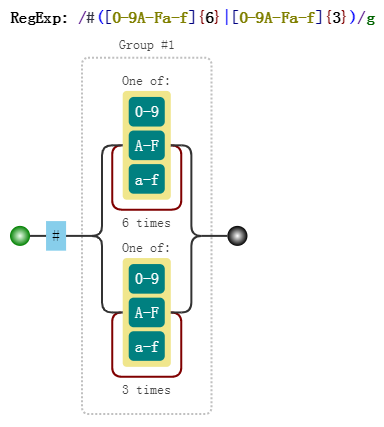 RegExp: /#([0-9A-Fa-f]{6}|[0-9A-Fa-f]{3})/g
Group #1
One of:
0-9
A-F
a-f
6 times
#
One of:
0-9
A-F
a-f
3 times